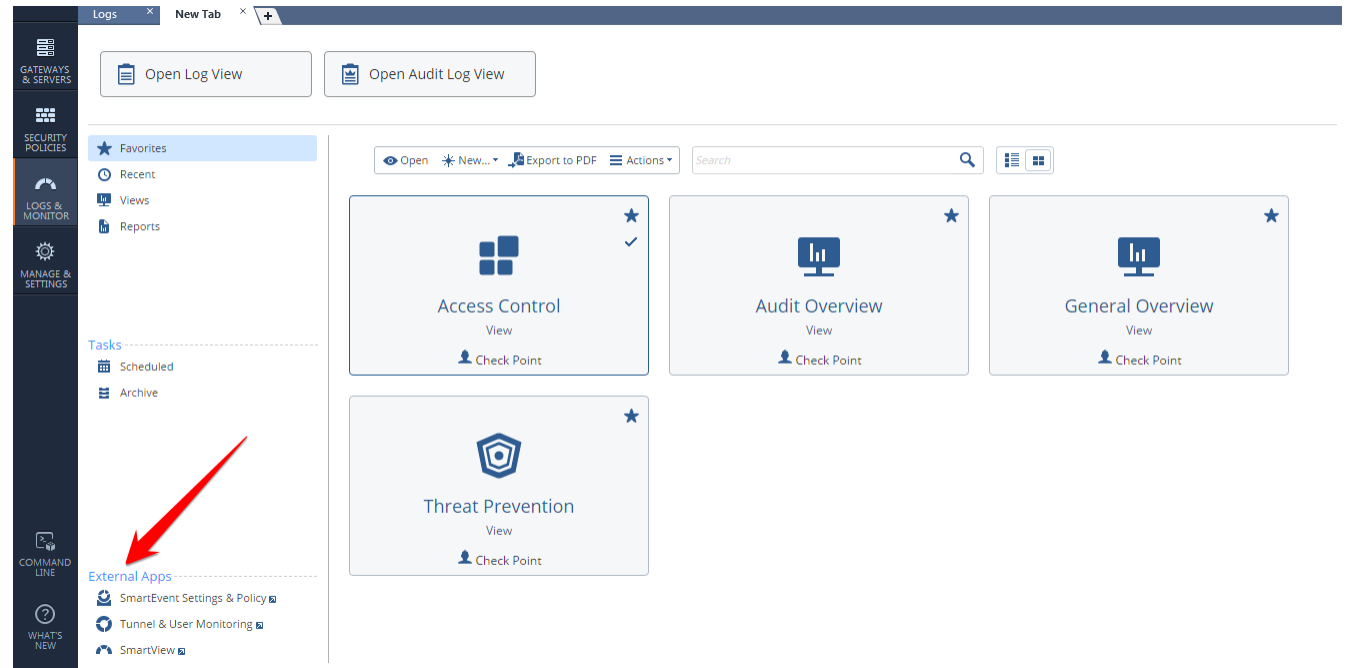 Logs
New Tab
GATEWAYS
& SERVERS
SECURITY
POLICIES
LOGS &
MONITOR
MANAGE &
SETTINGS
COMMAND
LINE
WHAT'S
NEW
Open Log View
Open Audit Log View
Favorites
Recent
Views
Reports
Tasks
Scheduled
Archive
External Apps
SmartEvent Settings & Policy
Tunnel & User Monitoring
SmartView
Open New... Export to PDF Actions
Search
Access Control
View
Check Point
Audit Overview
View
Check Point
General Overview
View
Check Point
Threat Prevention
View
Check Point